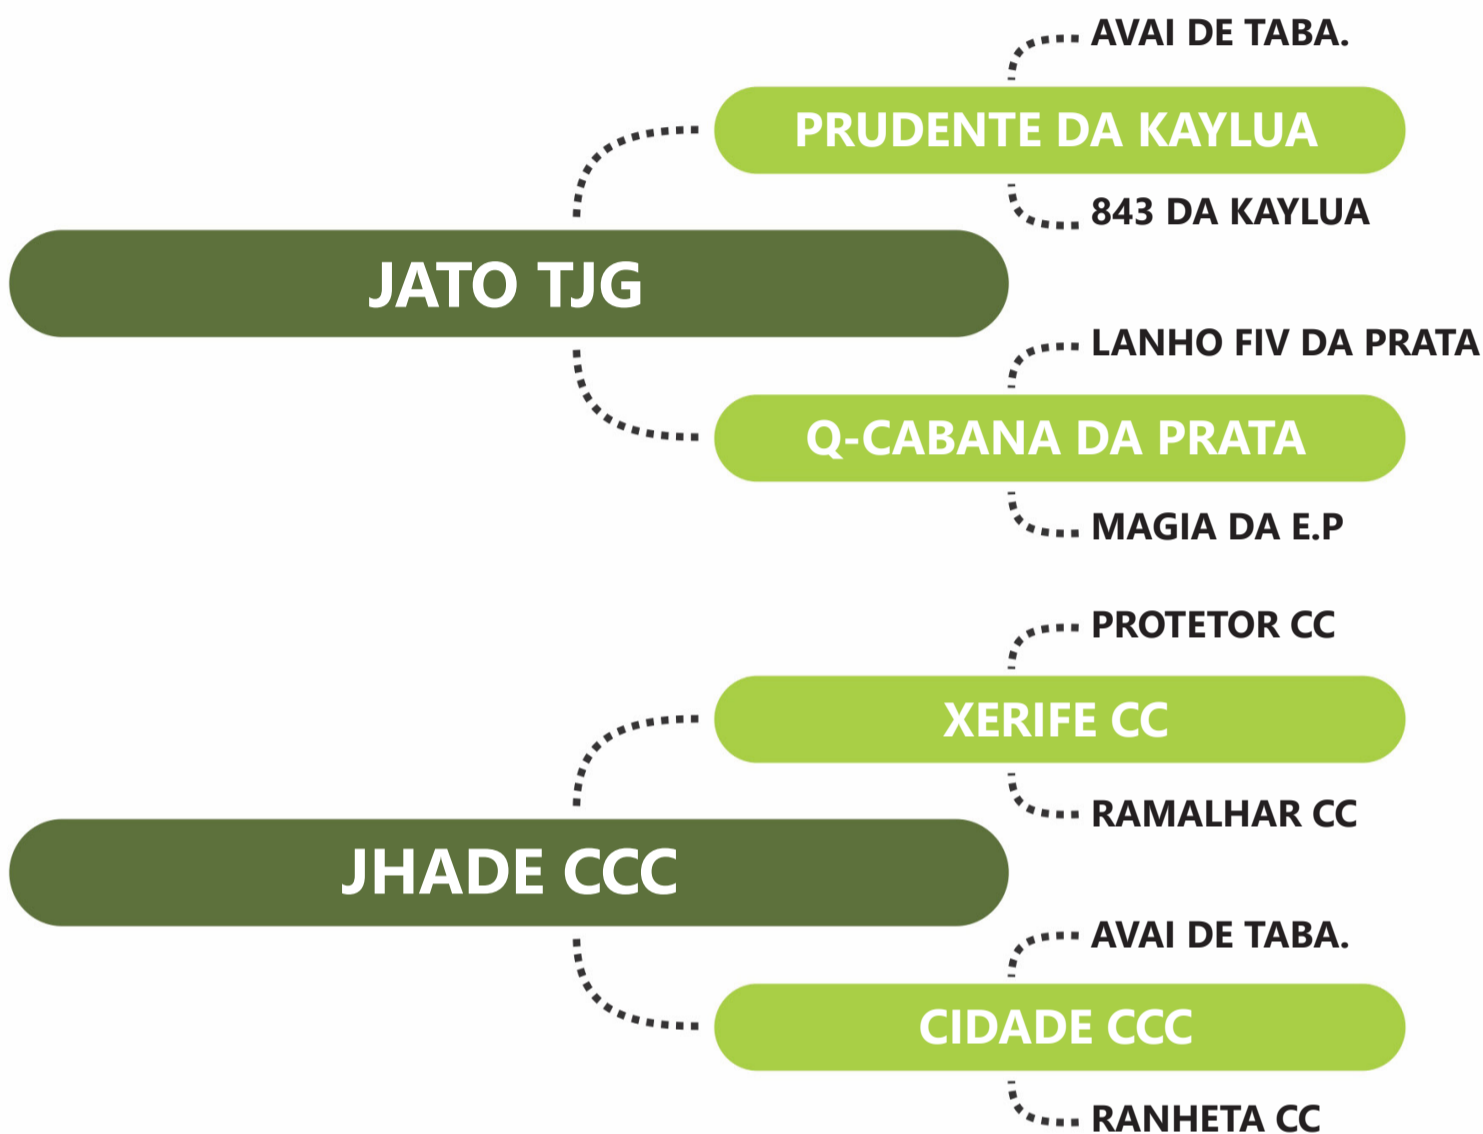 AVAI DE TABA.
PRUDENTE DA KAYLUA
843 DA KAYLUA
JATO TJG
LANHO FIV DA PRATA
Q-CABANA DA PRATA
MAGIA DA E.P
PROTETOR CC
XERIFE CC
RAMALHAR CC
JHADE CCC
AVAI DE TABA.
CIDADE CCC
RANHETA CC